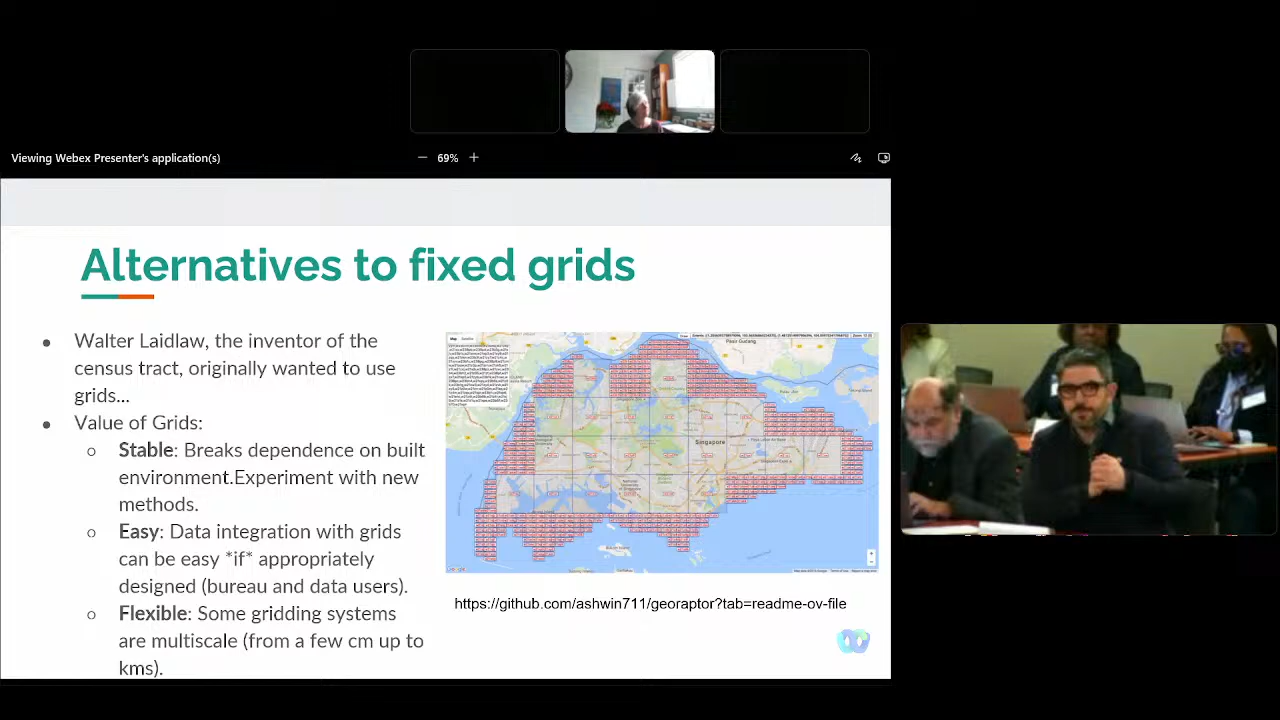 Viewing Webex Presenter's application(s)
69%
Alternatives to fixed grids
● Walter Laidlaw, the inventor of the
census tract, originally wanted to use
grids...
● Value of Grids:
○ Stable: Breaks dependence on built
environment.Experiment with new
methods.
○ Easy: Data integration with grids
can be easy *if* appropriately
designed (bureau and data users).
○ Flexible: Some gridding systems
are multiscale (from a few cm up to
kms).
Singapore
https://github.com/ashwin711/georaptor?tab=readme-ov-file